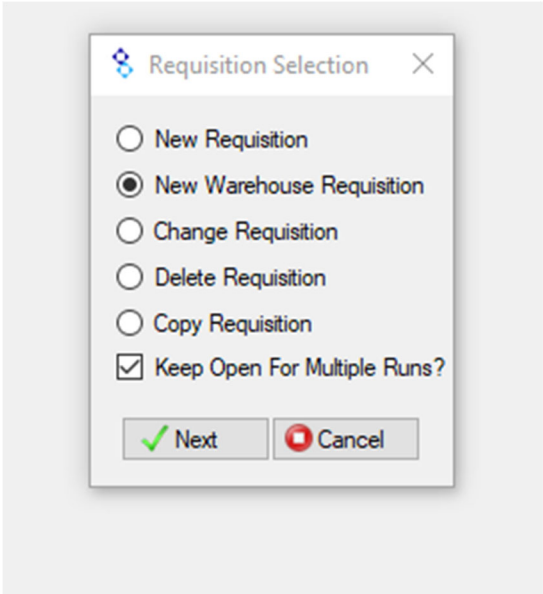 Requisition Selection
New Requisition
New Warehouse Requisition
Change Requisition
Delete Requisition
Copy Requisition
Keep Open For Multiple Runs?
Next Cancel